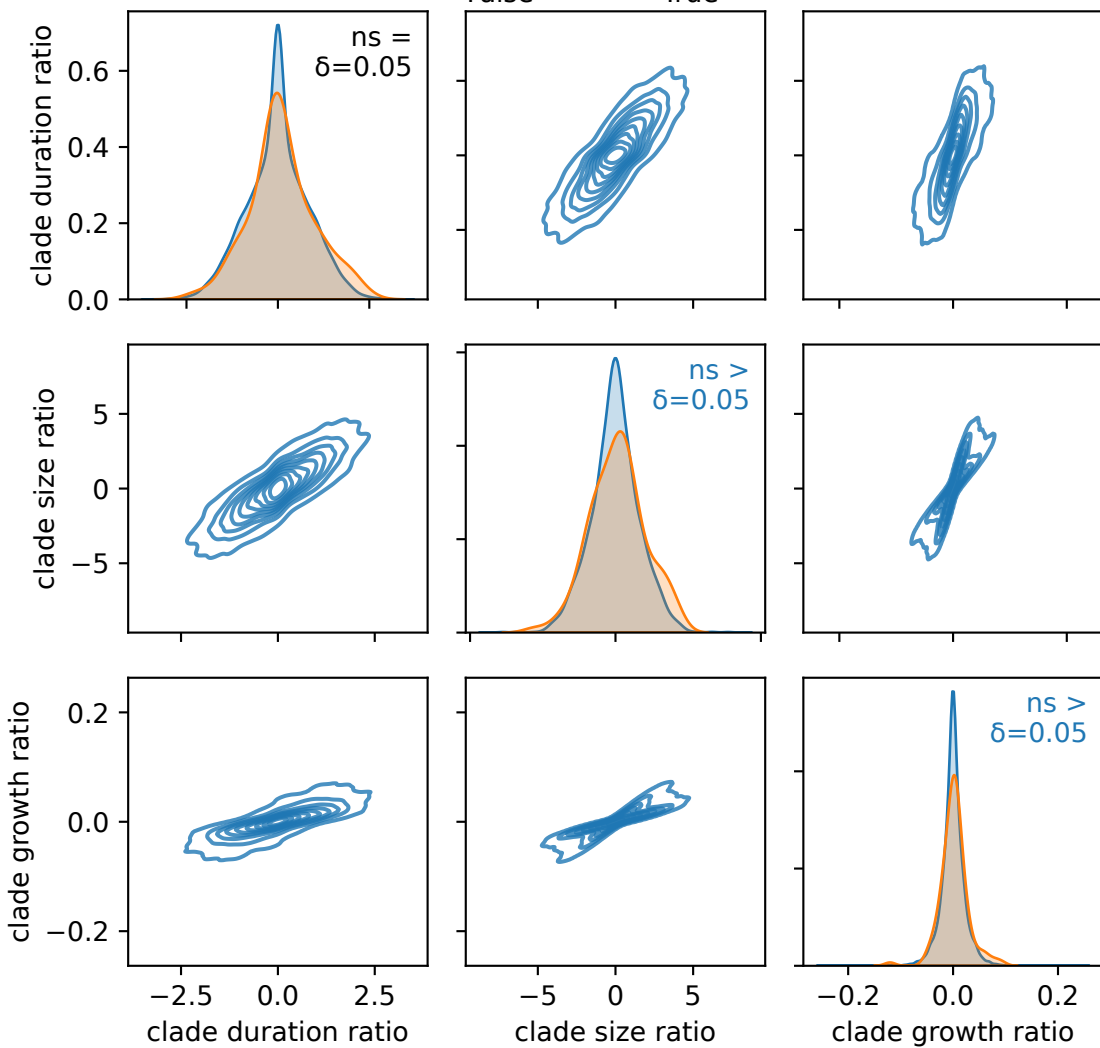 clade duration ratio
0.6
0.4
0.2
0.0
ns =
δ=0.05
clade size ratio
5
0
−5
ns >
δ=0.05
clade growth ratio
0.2
0.0
−0.2
ns >
δ=0.05
−2.5 0.0 2.5
−5 0 5
−0.2 0.0 0.2
clade duration ratio
clade size ratio
clade growth ratio